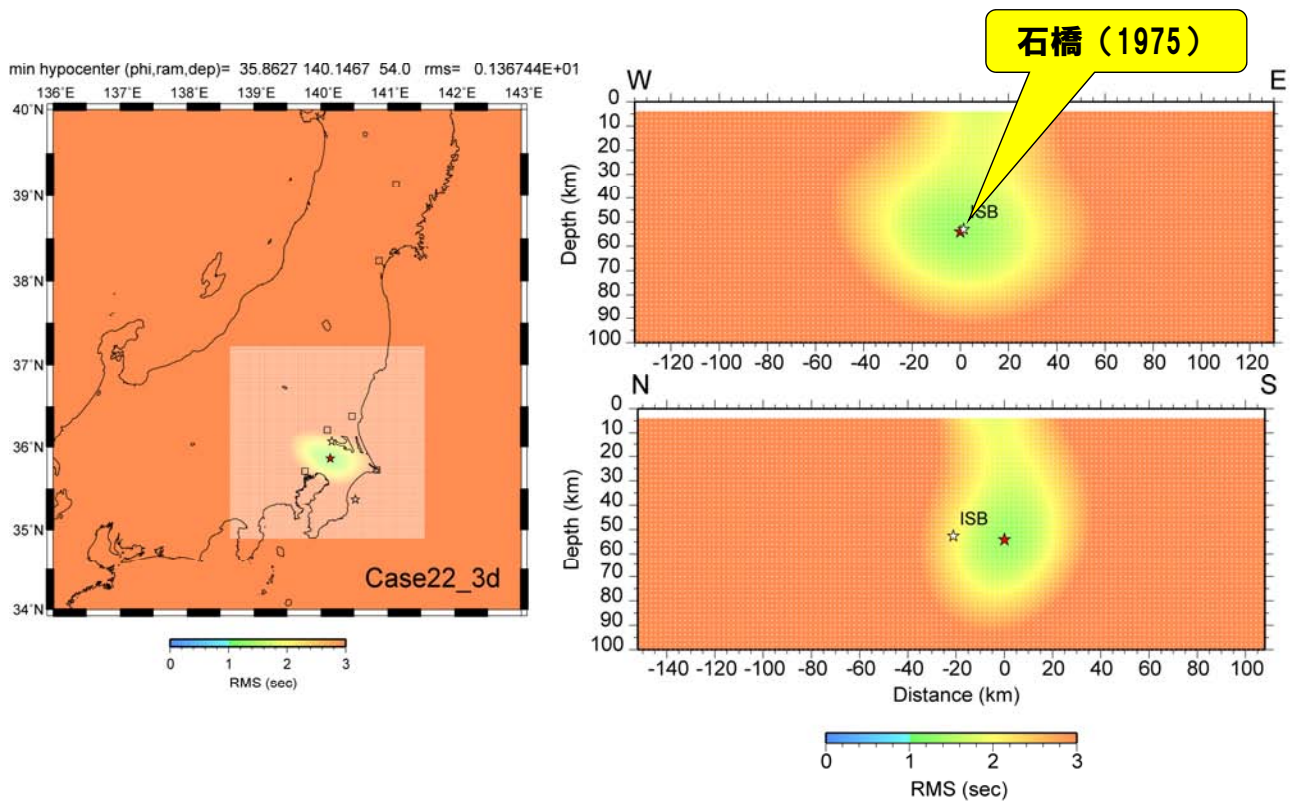 石橋（1975）
min hypocenter (phi,ram,dep)= 35.8627 140.1467 54.0 rms= 0.136744E+01
136˚E 137˚E 138˚E 139˚E 140˚E 141˚E 142˚E 143˚E
40˚N
39˚N
38˚N
37˚N
36˚N
35˚N
34˚N
Case22_3d
0 1 2 3
RMS (sec)
W E
0
10
20
30
40
50
60
70
80
90
100
Depth (km)
ISB
-120 -100 -80 -60 -40 -20 0 20 40 60 80 100 120
N S
0
10
20
30
40
50
60
70
80
90
100
Depth (km)
ISB
-140 -120 -100 -80 -60 -40 -20 0 20 40 60 80 100
Distance (km)
0 1 2 3
RMS (sec)